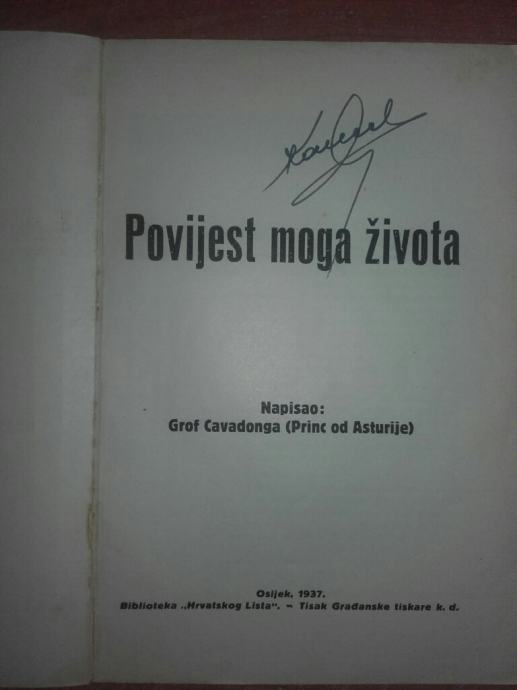 Povijest moga života
Napisao:
Grof Cavadonga (Princ od Asturije)
Osijek, 1937.
Biblioteka „Hrvatskog Lista“. – Tisak Građanske tiskare k. d.